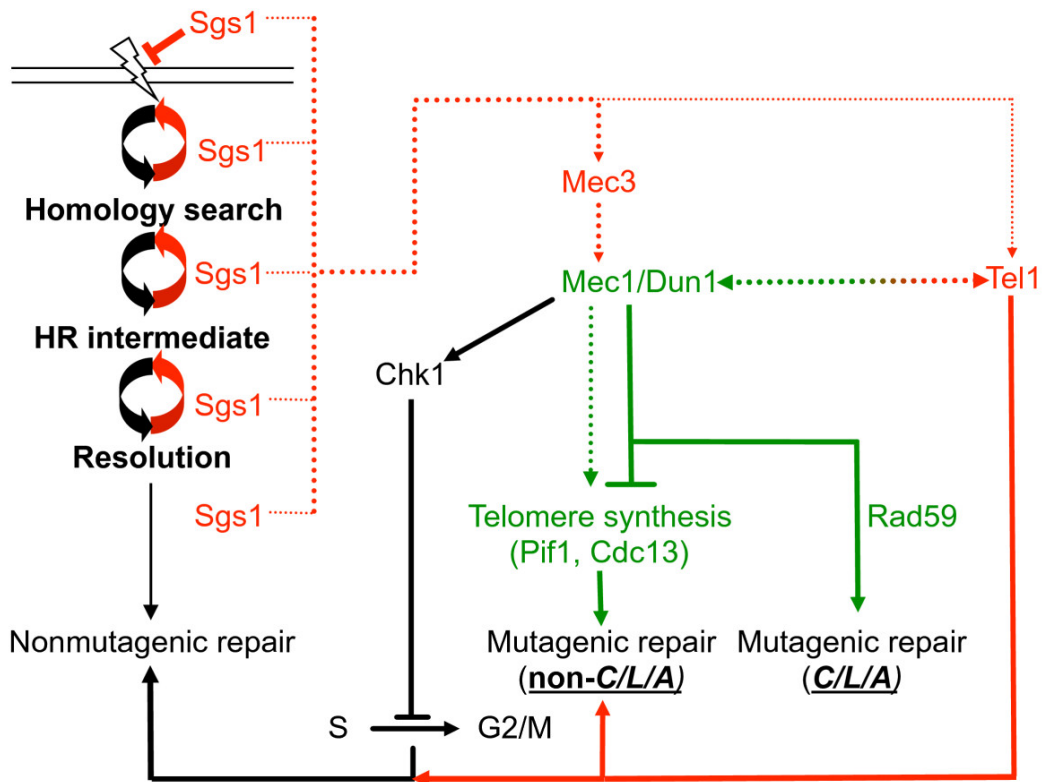 Sgs1
Sgs1
Homology search
Sgs1
HR intermediate
Sgs1
Resolution
Sgs1
Nonmutagenic repair
Mec3
Mec1/Dun1
Tel1
Chk1
Telomere synthesis
(Pif1, Cdc13)
Rad59
Mutagenic repair
(non-C/L/A)
Mutagenic repair
(C/L/A)
S
G2/M